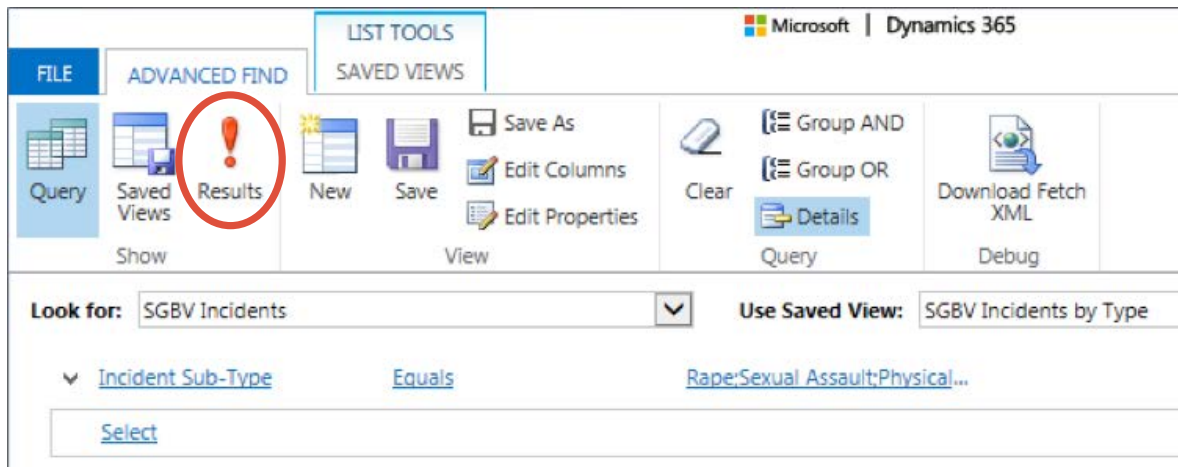 LIST TOOLS
Microsoft | Dynamics 365
FILE
ADVANCED FIND
SAVED VIEWS
Query
Saved Views
Results
New
Save
Save As
Edit Columns
Edit Properties
Clear
Group AND
Group OR
Details
Download Fetch XML
Show
View
Query
Debug
Look for: SGBV Incidents
Use Saved View: SGBV Incidents by Type
Incident Sub-Type Equals Rape;Sexual Assault;Physical...
Select